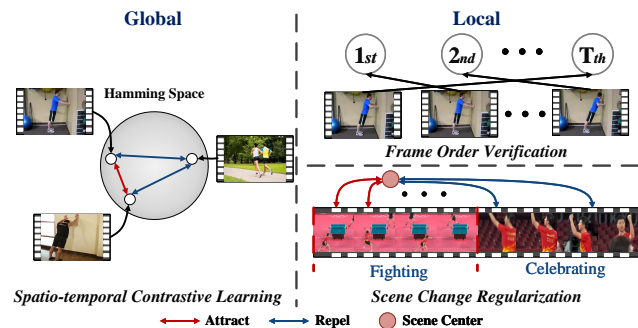 Global
Local
1st
2nd
Tth
Hamming Space
Frame Order Verification
Fighting
Celebrating
Spatio-temporal Contrastive Learning
Scene Change Regularization
Attract
Repel
Scene Center